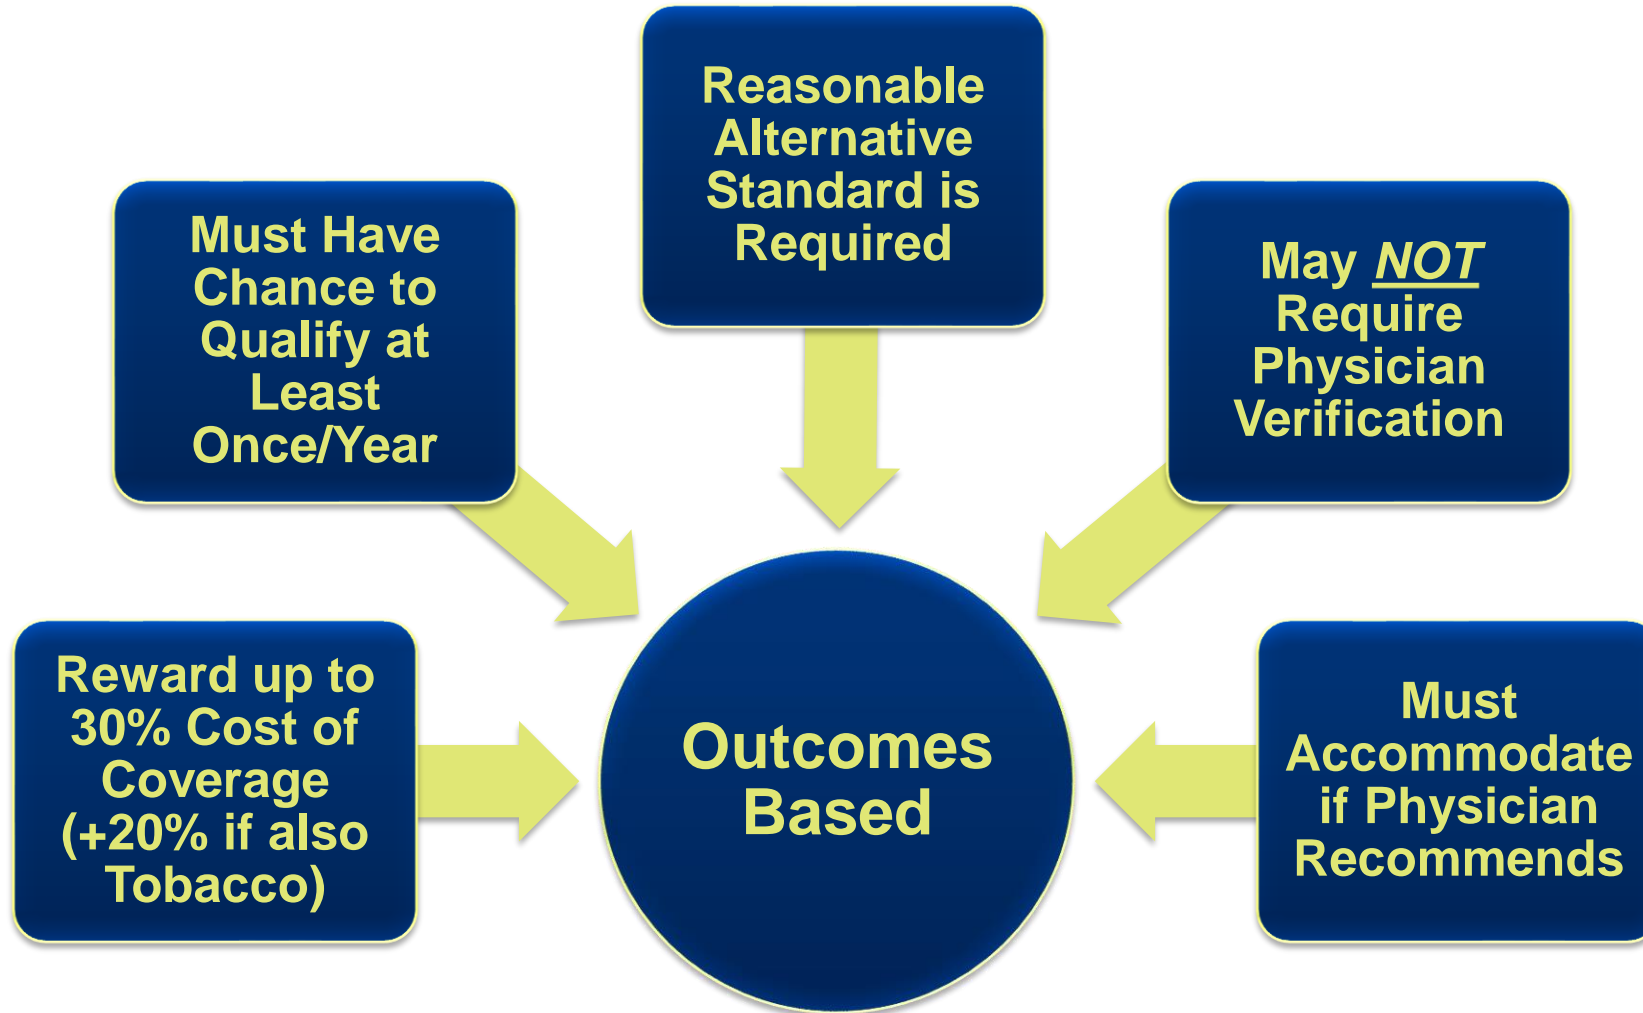 Reward up to
30% Cost of
Coverage
(+20% if also
Tobacco)
Must Have
Chance to
Qualify at
Least
Once/Year
Reasonable
Alternative
Standard is
Required
May NOT
Require
Physician
Verification
Must
Accommodate
if Physician
Recommends
Outcomes
Based